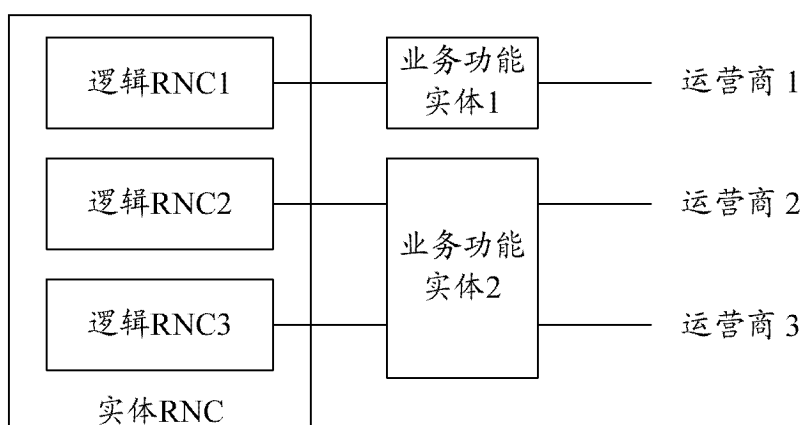 逻辑RNC1
业务功能
实体1
运营商 1
逻辑RNC2
运营商 2
业务功能
实体2
逻辑RNC3
运营商 3
实体RNC